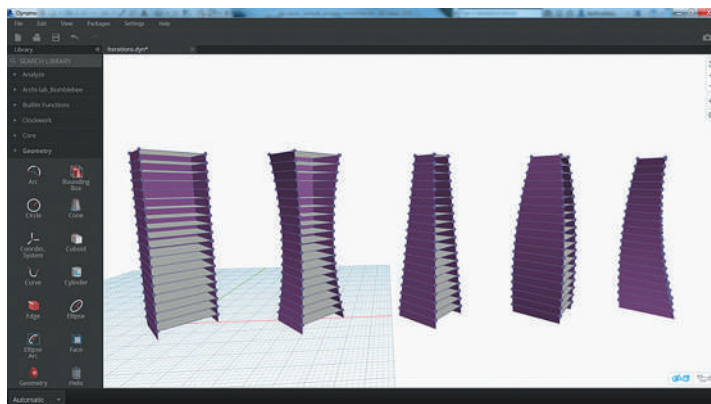 Dynamo
File Edit View Packages Settings Help
Library
Iterations.dyn*
SEARCH LIBRARY
Analyze
Archi-lab_Bumblebee
BuiltIn Functions
Clockwork
Core
Geometry
Arc
Bounding
Box
Circle
Cone
Coordin..
System
Cuboid
Curve
Cylinder
Edge
Ellipse
Ellipse
Arc
Face
Geometry
Helix
Automatic